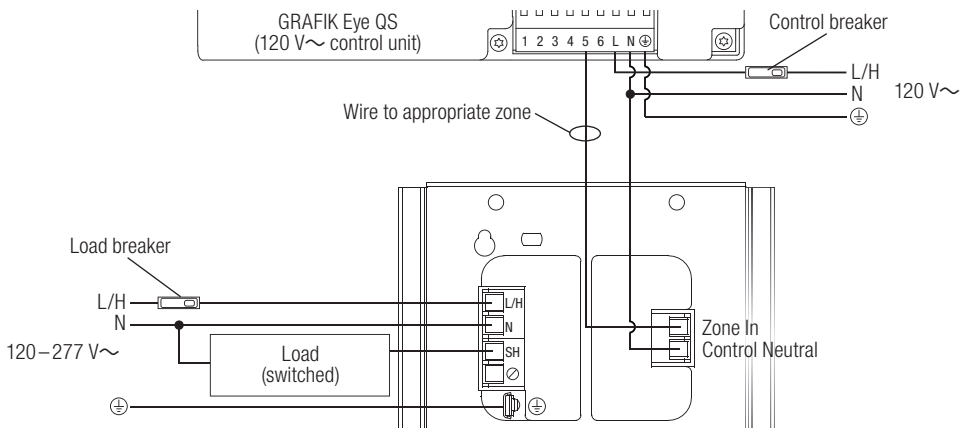 GRAFIK Eye QS
(120 V~ control unit)
1 2 3 4 5 6 L N
Control breaker
L/H
N
120 V~
Wire to appropriate zone
Load breaker
L/H
N
120–277 V~
Load
(switched)
L/H
N
SH
Zone In
Control Neutral